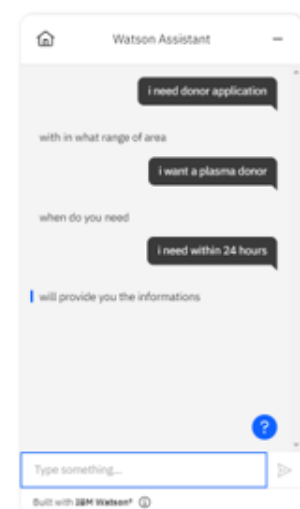 Watson Assistant
i need donor application
with in what range of area
i want a plasma donor
when do you need
i need within 24 hours
will provide you the informations
?
Type something...
Built with IBM Watson®